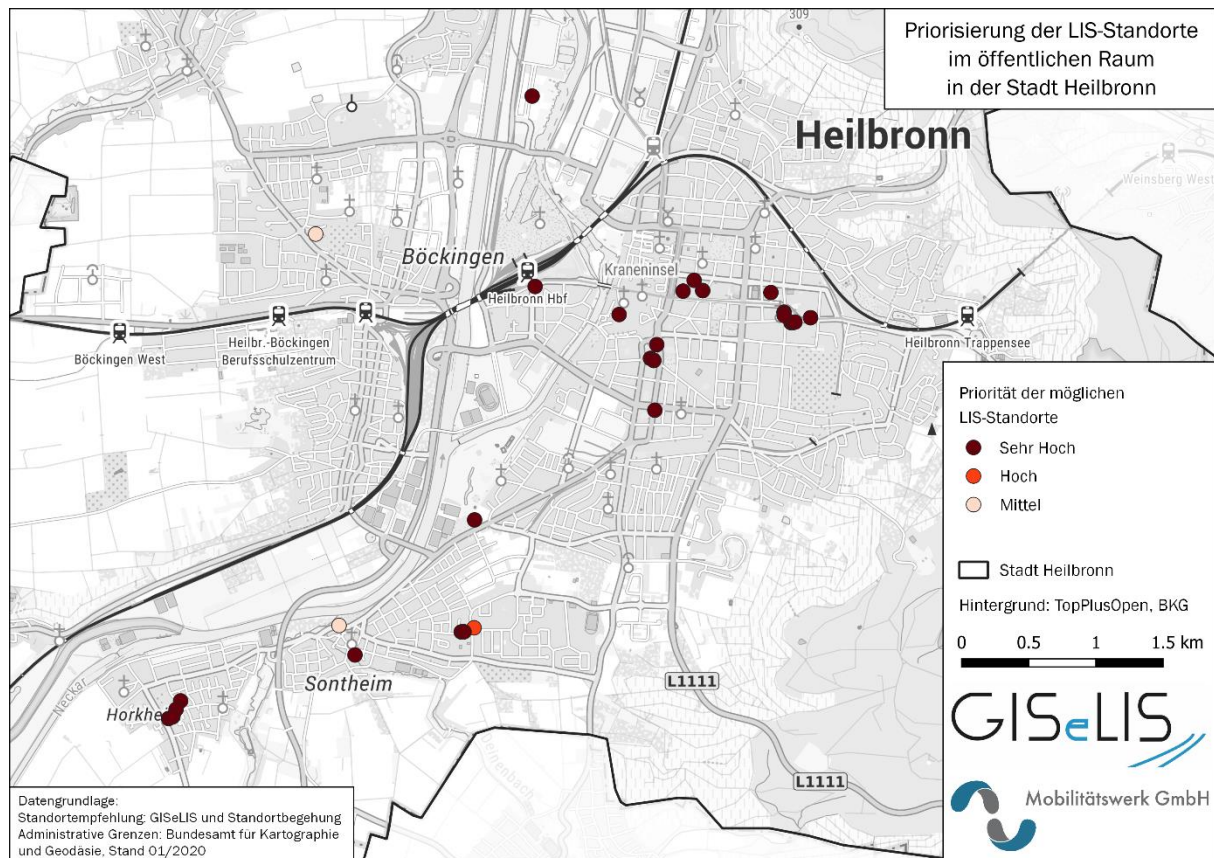 Priorisierung der LIS-Standorte
im öffentlichen Raum
in der Stadt Heilbronn
309
Heilbronn
Weinsberg West
Böckingen
Kraneninsel
Heilbronn Hbf
Böckingen West
Heilbr.-Böckingen
Berufsschulzentrum
Heilbronn Trappensee
Priorität der möglichen
LIS-Standorte
Sehr Hoch
Hoch
Mittel
Stadt Heilbronn
Hintergrund: TopPlusOpen, BKG
0 1 1.5 km
Sontheim
L1111
Neckar
L1111
GISeLIS
Mobilitätswerk GmbH
Datengrundlage:
Standortempfehlung: GISeLIS und Standortbegehung
Administrative Grenzen: Bundesamt für Kartographie
und Geodäsie, Stand 01/2020